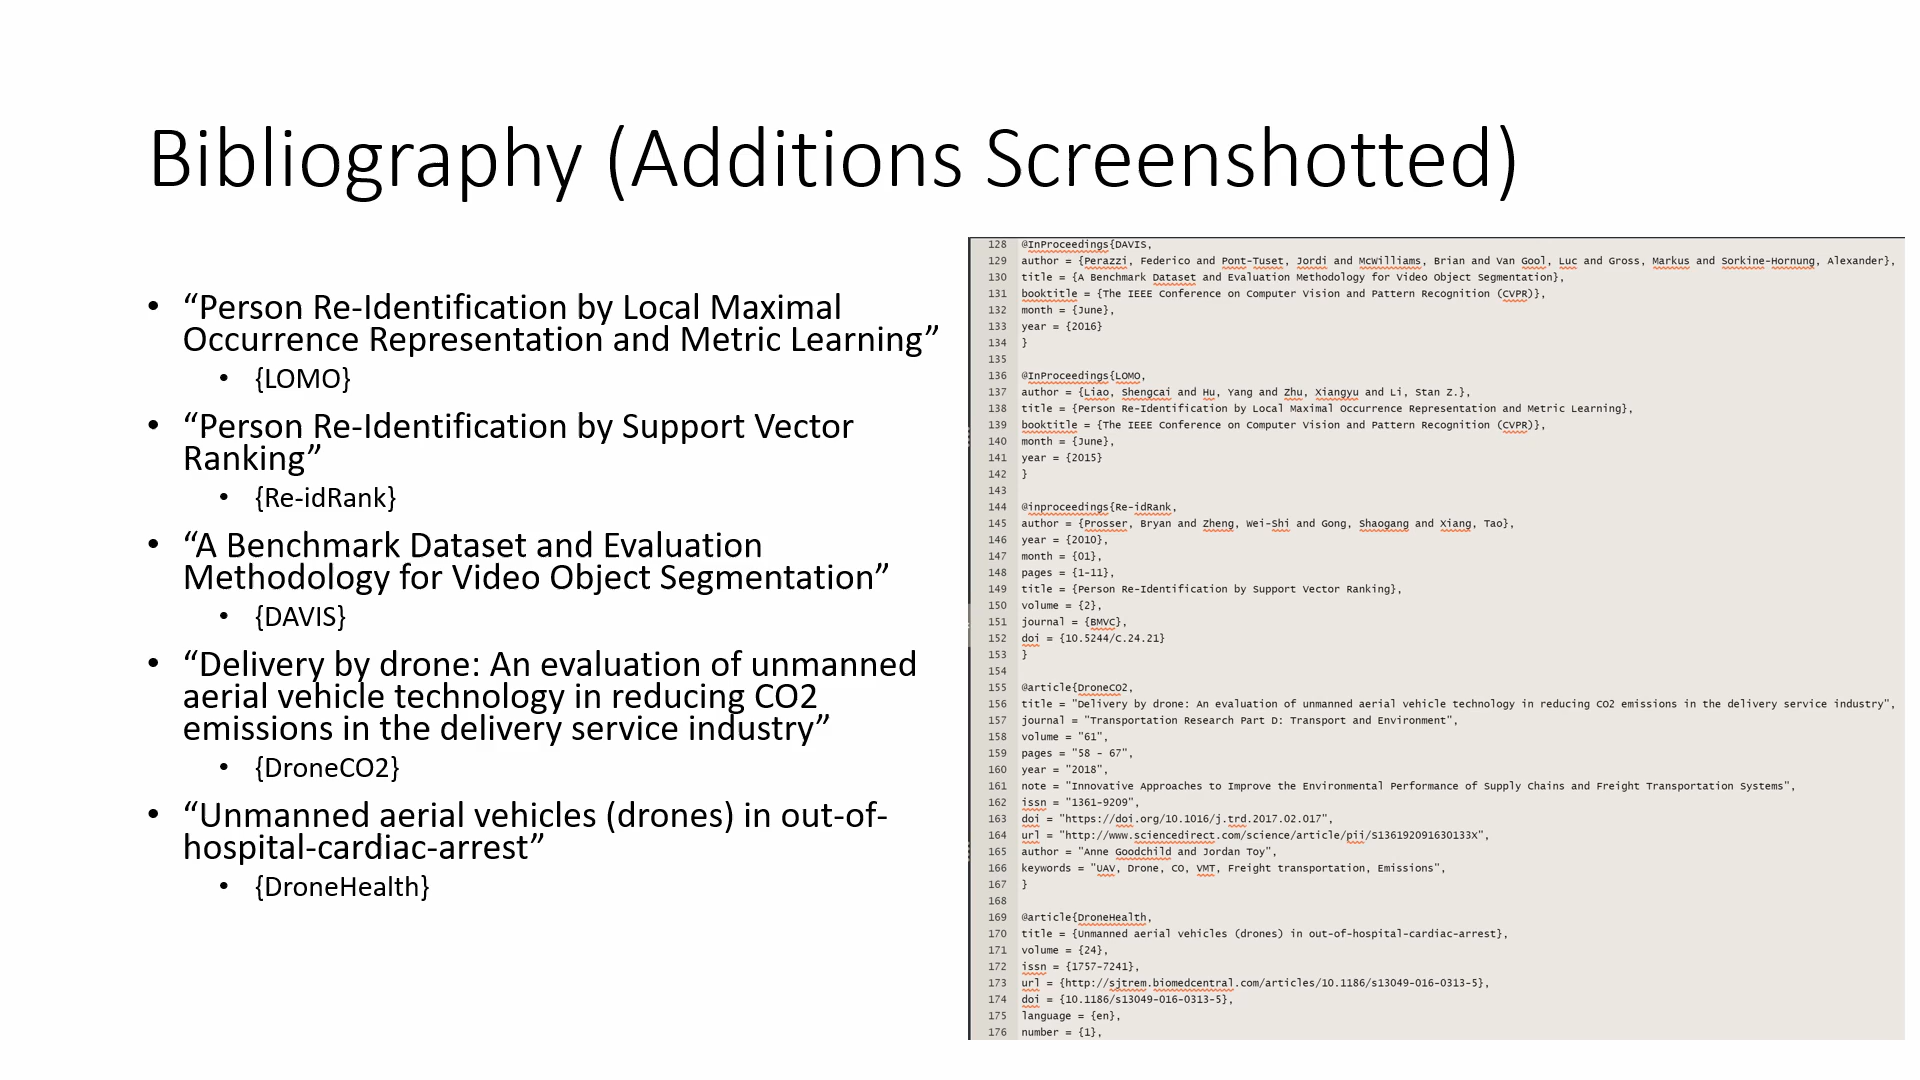 Bibliography (Additions Screenshotted)
• “Person Re-Identification by Local Maximal
Occurrence Representation and Metric Learning”
• {LOMO}
• “Person Re-Identification by Support Vector
Ranking”
• {Re-idRank}
• “A Benchmark Dataset and Evaluation
Methodology for Video Object Segmentation”
• {DAVIS}
• “Delivery by drone: An evaluation of unmanned
aerial vehicle technology in reducing CO2
emissions in the delivery service industry”
• {DroneCO2}
• “Unmanned aerial vehicles (drones) in out-of-
hospital-cardiac-arrest”
• {DroneHealth}
128 @InProceedings{DAVIS,
129 author = {Perazzi, Federico and Pont-Tuset, Jordi and McWilliams, Brian and Van Gool, Luc and Gross, Markus and Sorkine-Hornung, Alexander},
130 title = {A Benchmark Dataset and Evaluation Methodology for Video Object Segmentation},
131 booktitle = {The IEEE Conference on Computer Vision and Pattern Recognition (CVPR)},
132 month = {June},
133 year = {2016}
134 }
135
136 @InProceedings{LOMO,
137 author = {Liao, Shengcai and Hu, Yang and Zhu, Xiangyu and Li, Stan Z.},
138 title = {Person Re-Identification by Local Maximal Occurrence Representation and Metric Learning},
139 booktitle = {The IEEE Conference on Computer Vision and Pattern Recognition (CVPR)},
140 month = {June},
141 year = {2015}
142 }
143
144 @inproceedings{Re-idRank,
145 author = {Prosser, Bryan and Zheng, Wei-Shi and Gong, Shaogang and Xiang, Tao},
146 year = {2010},
147 month = {01},
148 pages = {1-11},
149 title = {Person Re-Identification by Support Vector Ranking},
150 volume = {2},
151 journal = {BMVC},
152 doi = {10.5244/C.24.21}
153 }
154
155 @article{DroneCO2,
156 title = "Delivery by drone: An evaluation of unmanned aerial vehicle technology in reducing CO2 emissions in the delivery service industry",
157 journal = "Transportation Research Part D: Transport and Environment",
158 volume = "61",
159 pages = "58 - 67",
160 year = "2018",
161 note = "Innovative Approaches to Improve the Environmental Performance of Supply Chains and Freight Transportation Systems",
162 issn = "1361-9209",
163 doi = "https://doi.org/10.1016/j.trd.2017.02.017",
164 url = "http://www.sciencedirect.com/science/article/pii/S136192091630133X",
165 author = "Anne Goodchild and Jordan Toy",
166 keywords = "UAV, Drone, CO, VMT, Freight transportation, Emissions",
167 }
168
169 @article{DroneHealth,
170 title = {Unmanned aerial vehicles (drones) in out-of-hospital-cardiac-arrest},
171 volume = {24},
172 issn = {1757-7241},
173 url = {http://sjtrem.biomedcentral.com/articles/10.1186/s13049-016-0313-5},
174 doi = {10.1186/s13049-016-0313-5},
175 language = {en},
176 number = {1},